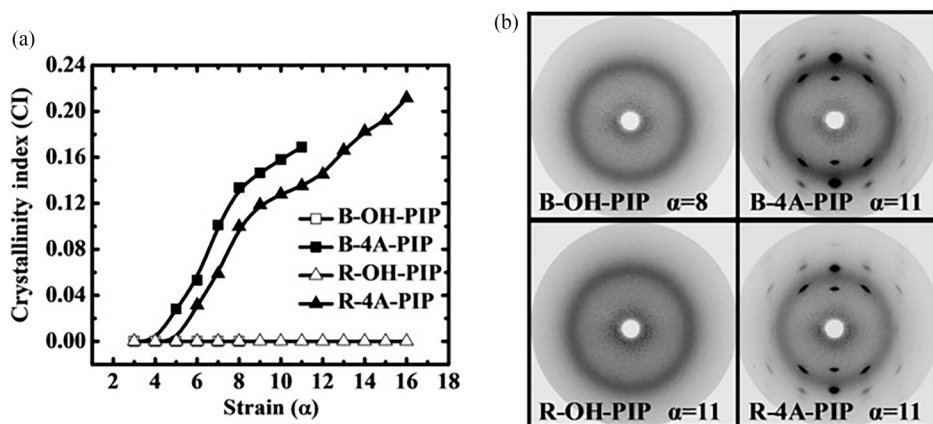 (a)
Crystallinity index (CI)
0.24
0.20
0.16
0.12
0.08
0.04
0.00
B-OH-PIP
B-4A-PIP
R-OH-PIP
R-4A-PIP
2 4 6 8 10 12 14 16 18
Strain (α)
(b)
B-OH-PIP α=8
B-4A-PIP α=11
R-OH-PIP α=11
R-4A-PIP α=11